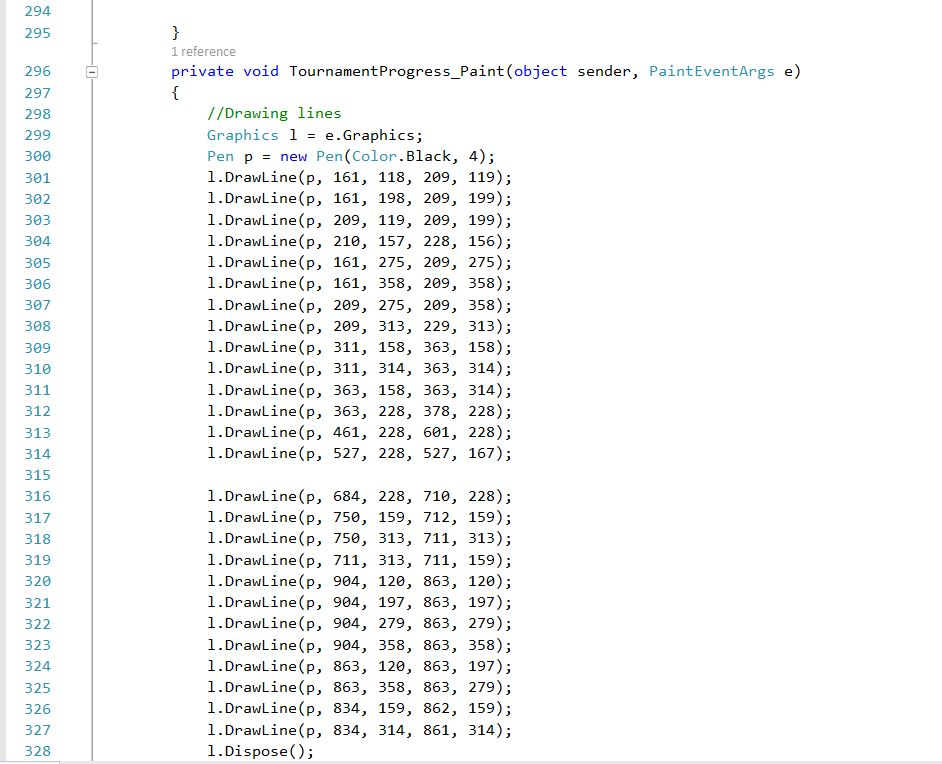 294
295 }
1 reference
296 private void TournamentProgress_Paint(object sender, PaintEventArgs e)
297 {
298 //Drawing lines
299 Graphics l = e.Graphics;
300 Pen p = new Pen(Color.Black, 4);
301 l.DrawLine(p, 161, 118, 209, 119);
302 l.DrawLine(p, 161, 198, 209, 199);
303 l.DrawLine(p, 209, 119, 209, 199);
304 l.DrawLine(p, 210, 157, 228, 156);
305 l.DrawLine(p, 161, 275, 209, 275);
306 l.DrawLine(p, 161, 358, 209, 358);
307 l.DrawLine(p, 209, 275, 209, 358);
308 l.DrawLine(p, 209, 313, 229, 313);
309 l.DrawLine(p, 311, 158, 363, 158);
310 l.DrawLine(p, 311, 314, 363, 314);
311 l.DrawLine(p, 363, 158, 363, 314);
312 l.DrawLine(p, 363, 228, 378, 228);
313 l.DrawLine(p, 461, 228, 601, 228);
314 l.DrawLine(p, 527, 228, 527, 167);
315
316 l.DrawLine(p, 684, 228, 710, 228);
317 l.DrawLine(p, 750, 159, 712, 159);
318 l.DrawLine(p, 750, 313, 711, 313);
319 l.DrawLine(p, 711, 313, 711, 159);
320 l.DrawLine(p, 904, 120, 863, 120);
321 l.DrawLine(p, 904, 197, 863, 197);
322 l.DrawLine(p, 904, 279, 863, 279);
323 l.DrawLine(p, 904, 358, 863, 358);
324 l.DrawLine(p, 863, 120, 863, 197);
325 l.DrawLine(p, 863, 358, 863, 279);
326 l.DrawLine(p, 834, 159, 862, 159);
327 l.DrawLine(p, 834, 314, 861, 314);
328 l.Dispose();